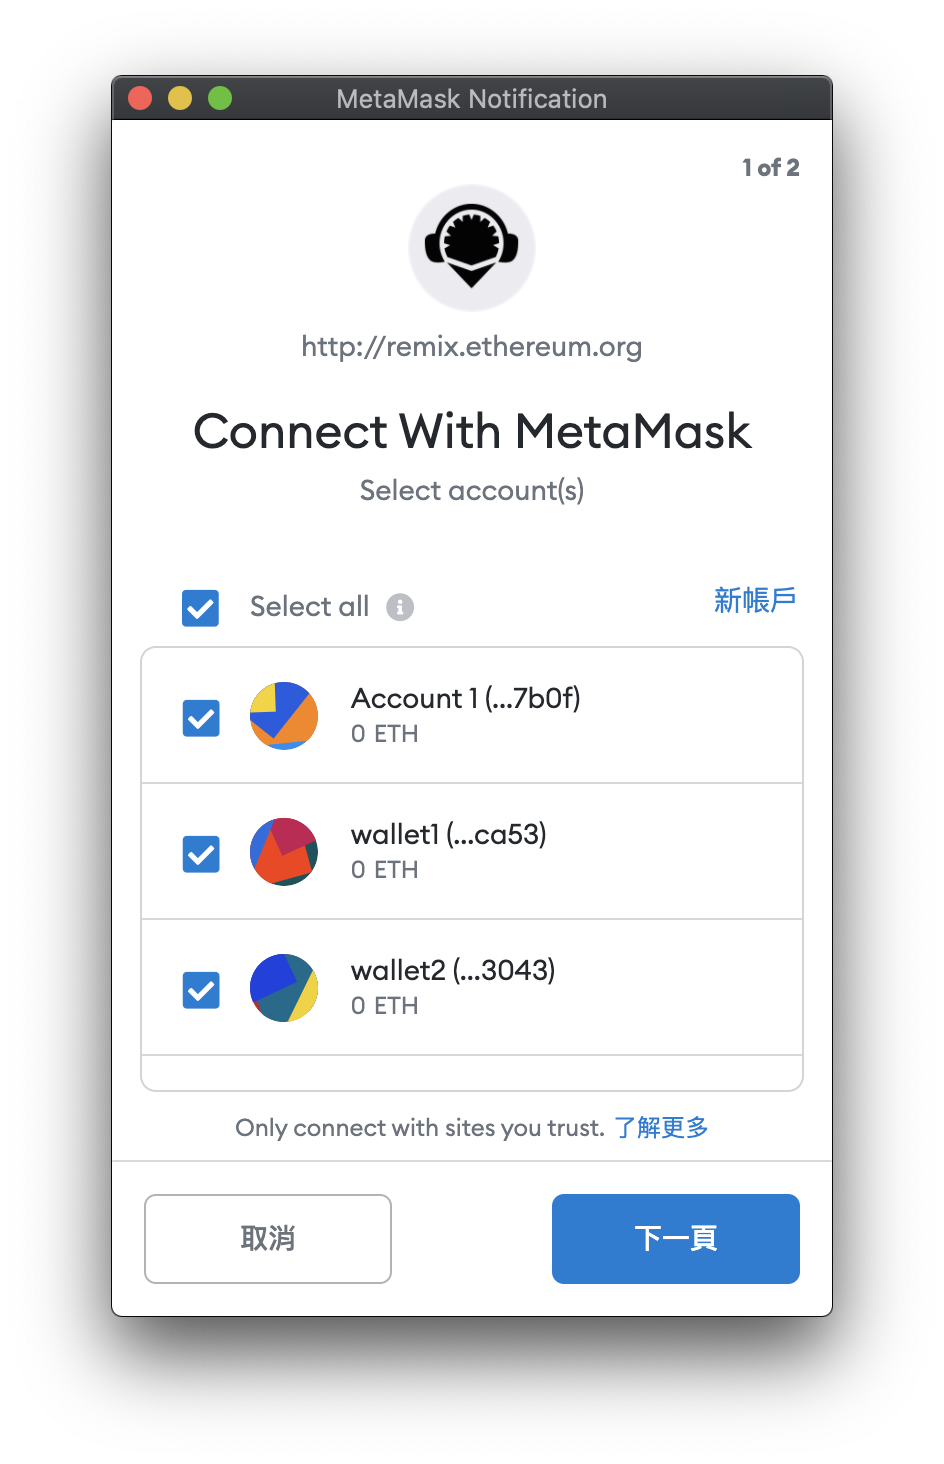 MetaMask Notification
1 of 2
http://remix.ethereum.org
Connect With MetaMask
Select account(s)
Select all
新帳戶
Account 1 (...7b0f)
0 ETH
wallet1 (...ca53)
0 ETH
wallet2 (...3043)
0 ETH
Only connect with sites you trust. 了解更多
取消
下一頁